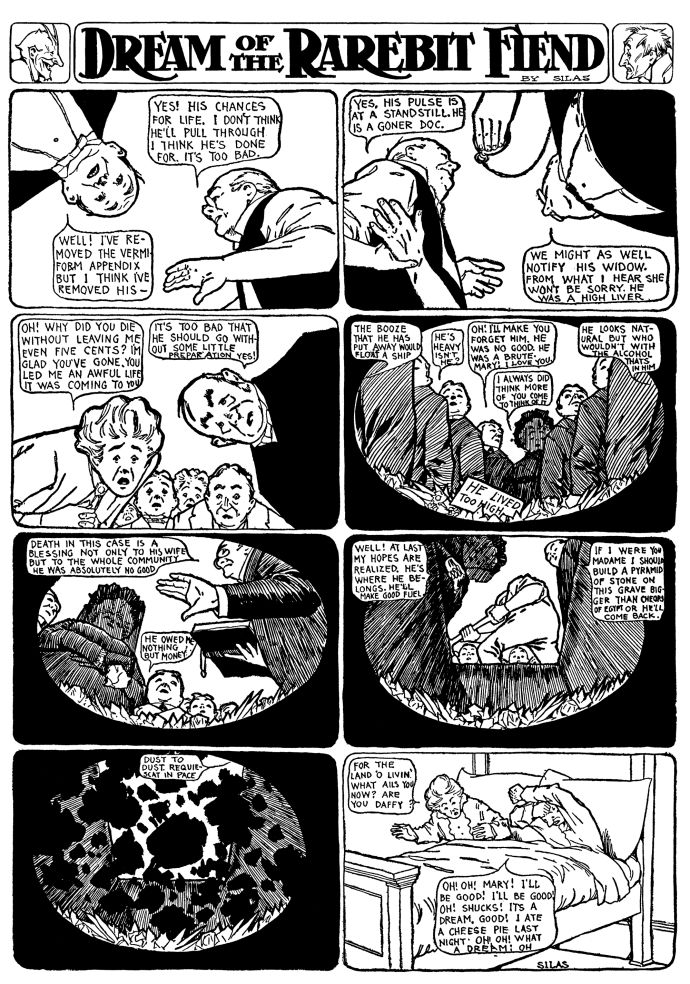 DREAM OF THE RAREBIT FIEND
BY SILAS
YES! HIS CHANCES
FOR LIFE. I DON'T THINK
HE'LL PULL THROUGH
I THINK HE'S DONE
FOR. IT'S TOO BAD.
WELL! I'VE RE-
MOVED THE VERMI-
FORM APPENDIX
BUT I THINK I'VE
REMOVED HIS-
YES, HIS PULSE IS
AT A STANDSTILL. HE
IS A GONER DOC.
WE MIGHT AS WELL
NOTIFY HIS WIDOW.
FROM WHAT I HEAR SHE
WON'T BE SORRY. HE
WAS A HIGH LIVER
OH! WHY DID YOU DIE
WITHOUT LEAVING ME
EVEN FIVE CENTS? I'M
GLAD YOU'VE GONE, YOU
LED ME AN AWFUL LIFE
IT WAS COMING TO YOU
IT'S TOO BAD THAT
HE SHOULD GO WITH-
OUT SOME LITTLE
PREPARATION YES!
THE BOOZE
THAT HE HAS
PUT AWAY WOULD
FLOAT A SHIP
HE'S
HEAVY
ISN'T
HE?
OH! I'LL MAKE YOU
FORGET HIM. HE
WAS NO GOOD. HE
WAS A BRUTE.
MARY! I LOVE YOU.
I ALWAYS DID
THINK MORE
OF YOU COME
TO THINK OF IT
HE LOOKS NAT-
URAL BUT WHO
WOULDN'T WITH
THE ALCOHOL
THAT'S
IN HIM
HE LIVED
TOO HIGH
DEATH IN THIS CASE IS A
BLESSING NOT ONLY TO HIS WIFE
BUT TO THE WHOLE COMMUNITY
HE WAS ABSOLUTELY NO GOOD
HE OWED ME
NOTHING
BUT MONEY.
WELL! AT LAST
MY HOPES ARE
REALIZED, HE'S
WHERE HE BE-
LONGS. HE'LL
MAKE GOOD FUEL
IF I WERE YOU
MADAME I SHOULD
BUILD A PYRAMID
OF STONE ON
THIS GRAVE BIG-
GER THAN CHEOPS
OF EGYPT OR HE'LL
COME BACK.
DUST TO
DUST. REQUIE-
SCAT IN PACE
FOR THE
LAND 'O LIVIN!
WHAT AILS YOU
NOW? ARE
YOU DAFFY?
OH! OH! MARY! I'LL
BE GOOD! I'LL BE GOOD
OH! SHUCKS! ITS A
DREAM, GOOD! I ATE
A CHEESE PIE LAST
NIGHT. OH! OH! WHAT
A DREAM! OH
SILAS